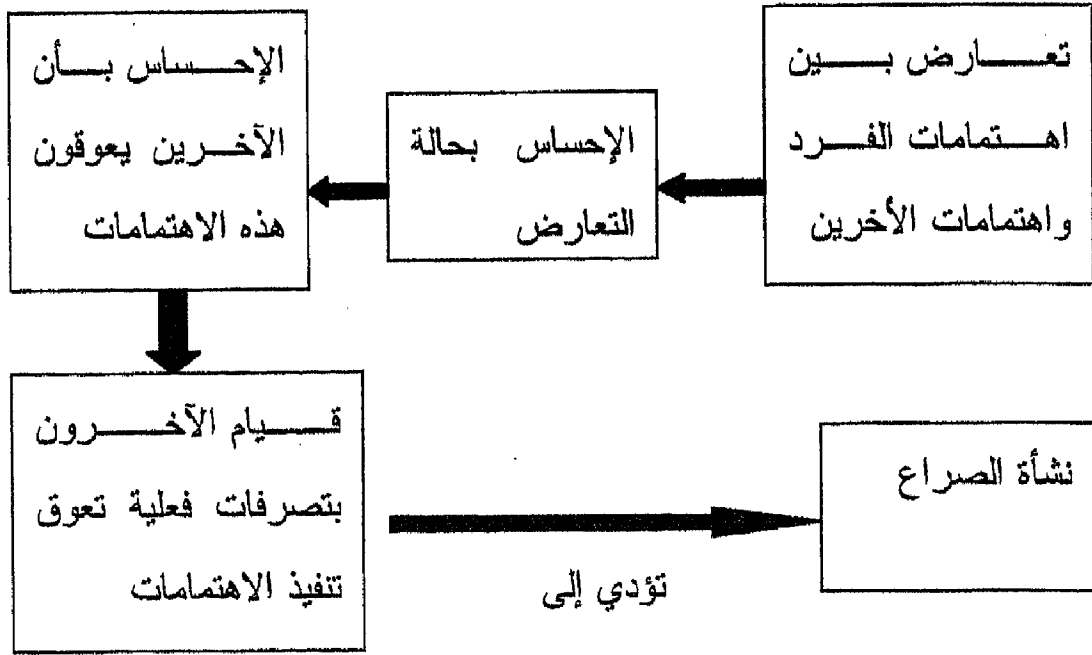 تعارض بين
اهتمامات الفرد
واهتمامات الأخرين
الإحساس بحالة
التعارض
الإحساس بأن
الآخرين يعوقون
هذه الاهتمامات
قيام الآخرون
بتصرفات فعلية تعوق
تنفيذ الاهتمامات
تؤدي إلى
نشأة الصراع